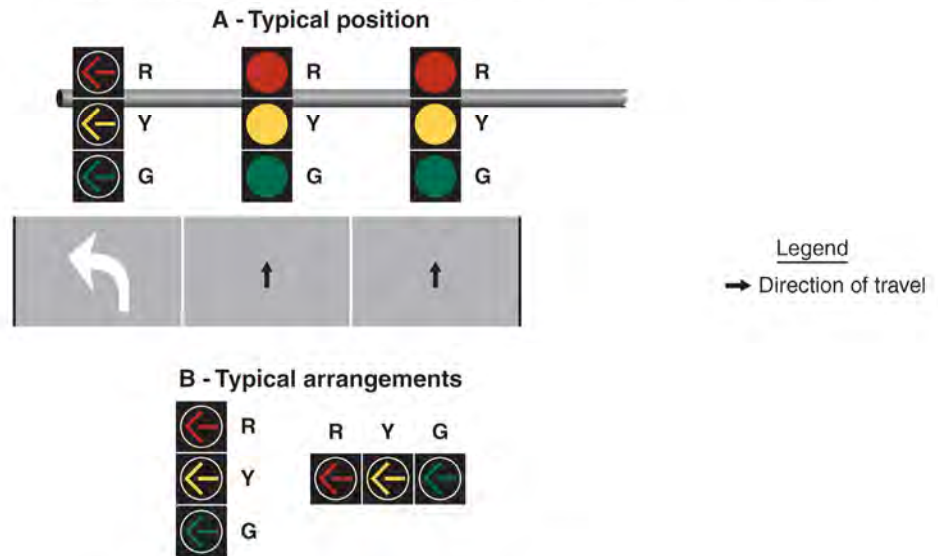 A - Typical position
R R R
Y Y Y
G G G
Legend
Direction of travel
B - Typical arrangements
R
Y
G
R Y G